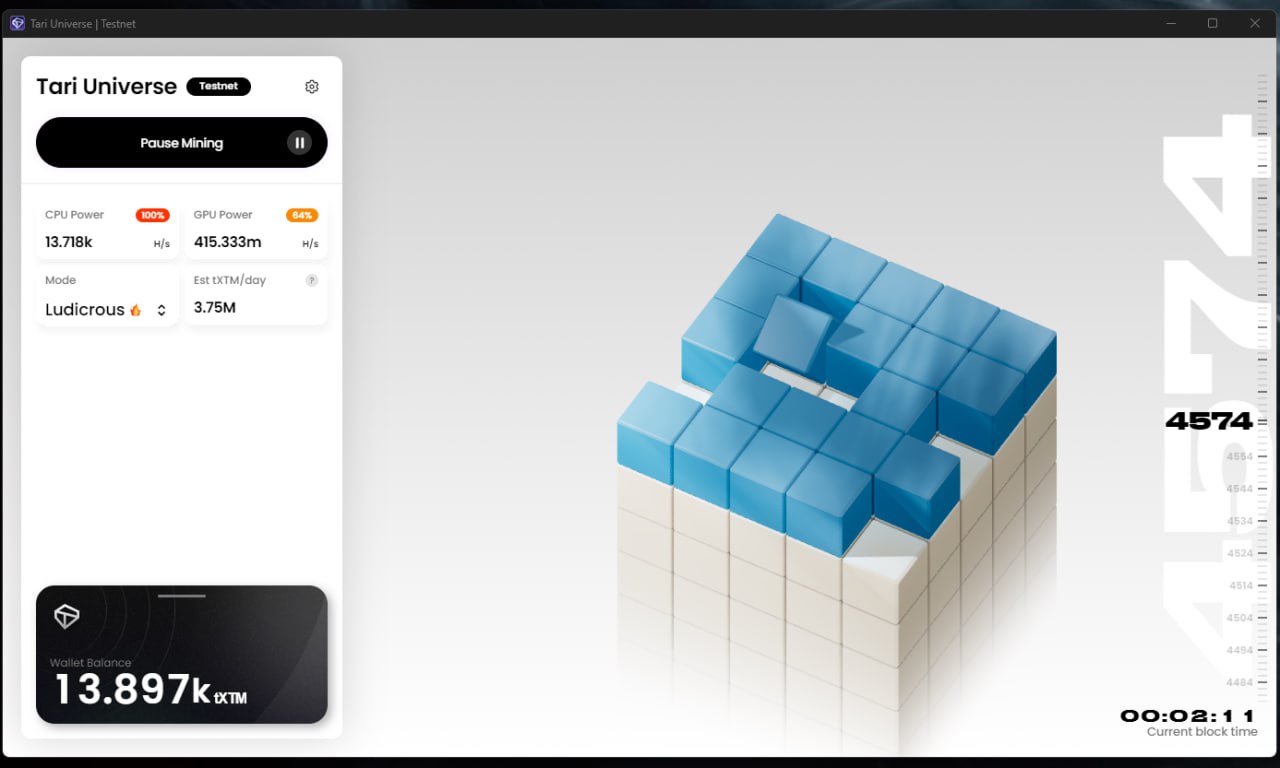 Tari Universe | Testnet
Tari Universe Testnet
Pause Mining
CPU Power 100%
13.718k H/s
GPU Power 64%
415.333m H/s
Mode
Ludicrous 🔥
Est tXTM/day ?
3.75M
Wallet Balance
13.897k tXTM
4574
4574
4554
4544
4534
4524
4514
4504
4494
4484
00:02:11
Current block time